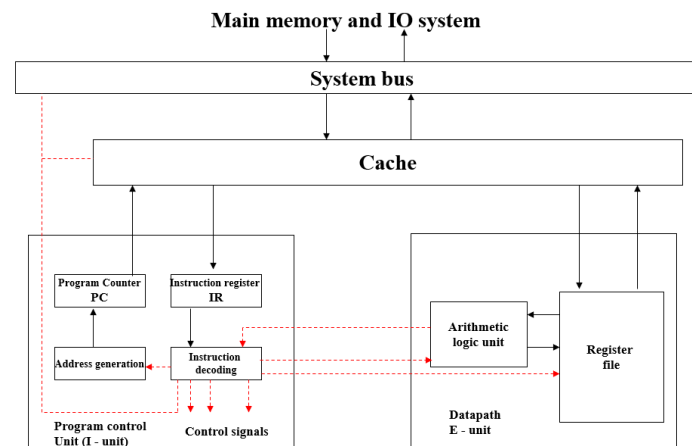 Main memory and IO system
System bus
Cache
Program Counter
PC
Instruction register
IR
Address generation
Instruction
decoding
Arithmetic
logic unit
Register
file
Program control
Unit (I - unit)
Control signals
Datapath
E - unit